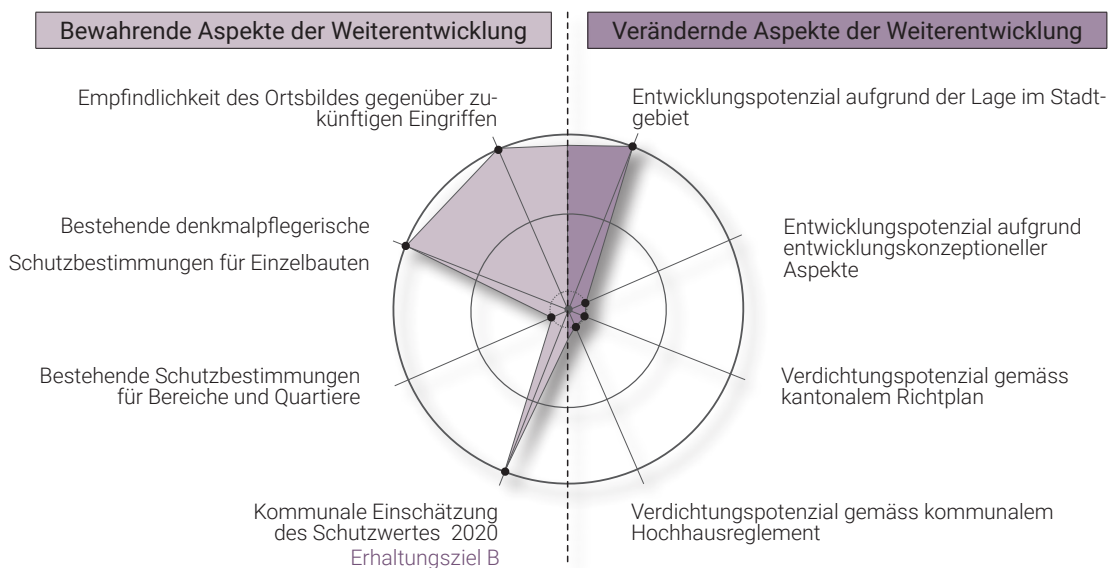 Bewahrende Aspekte der Weiterentwicklung
Verändernde Aspekte der Weiterentwicklung
Empfindlichkeit des Ortsbildes gegenüber zu-
künftigen Eingriffen
Entwicklungspotenzial aufgrund der Lage im Stadt-
gebiet
Bestehende denkmalpflegerische
Schutzbestimmungen für Einzelbauten
Entwicklungspotenzial aufgrund
entwicklungskonzeptioneller
Aspekte
Bestehende Schutzbestimmungen
für Bereiche und Quartiere
Verdichtungspotenzial gemäss
kantonalem Richtplan
Kommunale Einschätzung
des Schutzwertes 2020
Erhaltungsziel B
Verdichtungspotenzial gemäss kommunalem
Hochhausreglement